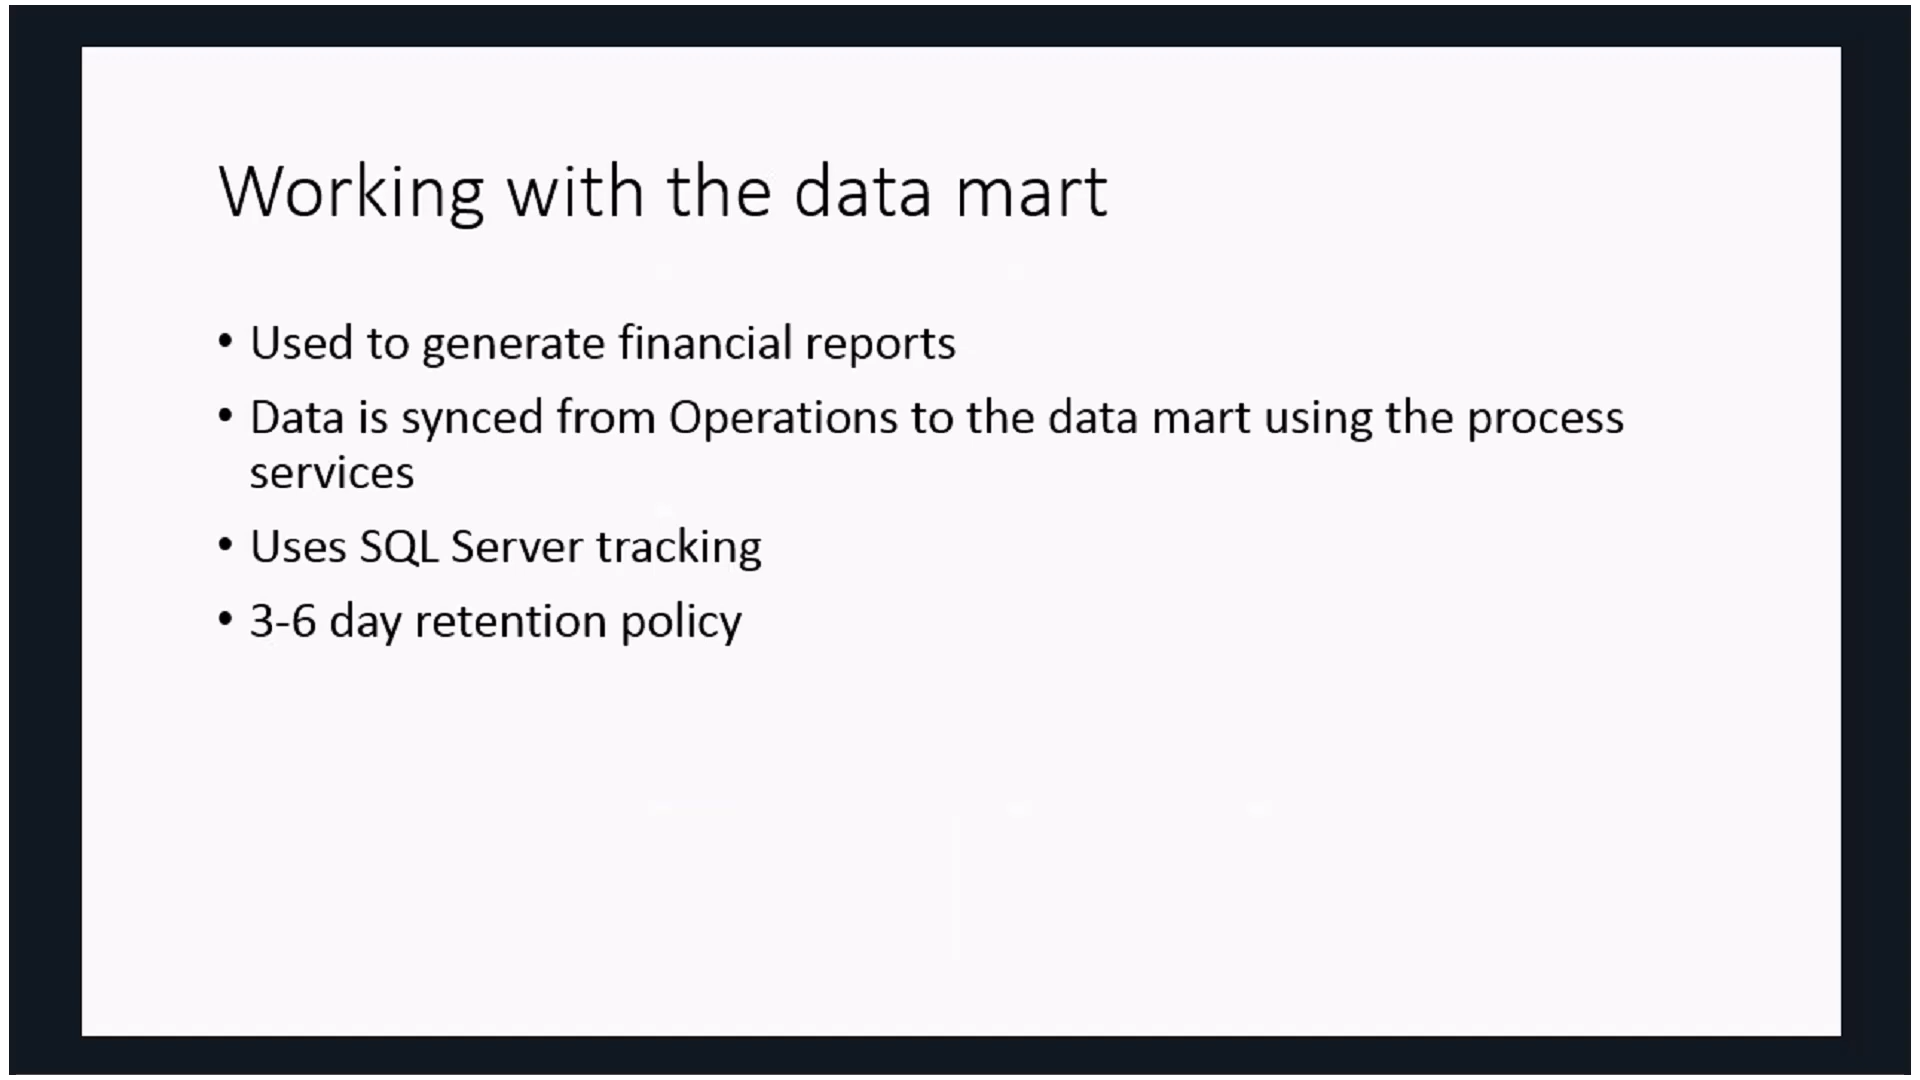 Working with the data mart
• Used to generate financial reports
• Data is synced from Operations to the data mart using the process
services
• Uses SQL Server tracking
• 3-6 day retention policy